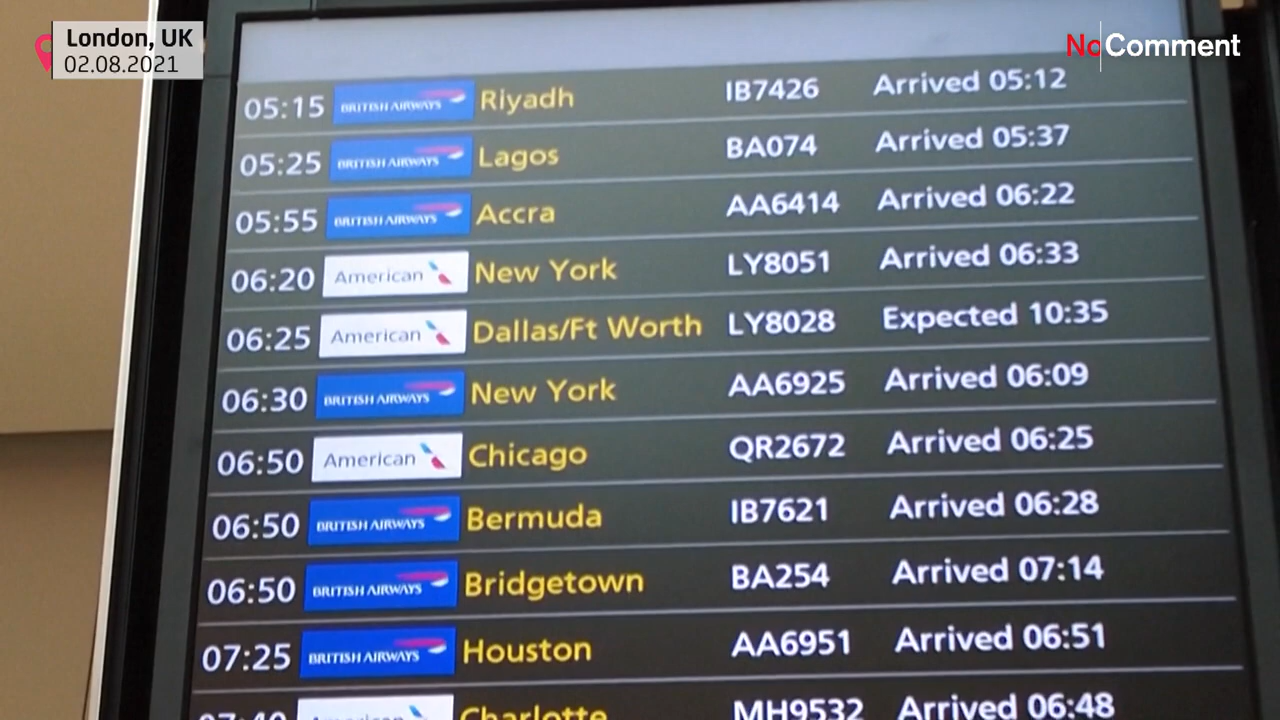 London, UK
02.08.2021
NoComment
05:15 BRITISH AIRWAYS Riyadh IB7426 Arrived 05:12
05:25 BRITISH AIRWAYS Lagos BA074 Arrived 05:37
05:55 BRITISH AIRWAYS Accra AA6414 Arrived 06:22
06:20 American New York LY8051 Arrived 06:33
06:25 American Dallas/Ft Worth LY8028 Expected 10:35
06:30 BRITISH AIRWAYS New York AA6925 Arrived 06:09
06:50 American Chicago QR2672 Arrived 06:25
06:50 BRITISH AIRWAYS Bermuda IB7621 Arrived 06:28
06:50 BRITISH AIRWAYS Bridgetown BA254 Arrived 07:14
07:25 BRITISH AIRWAYS Houston AA6951 Arrived 06:51
07:40 American Charlotte MH9532 Arrived 06:48